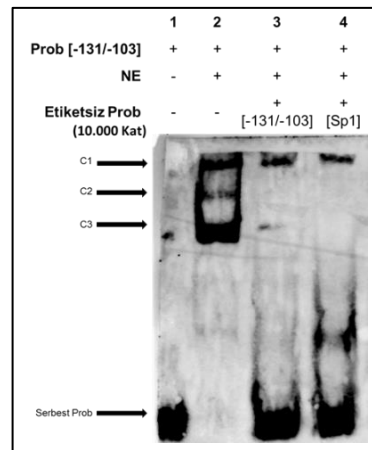 1 2 3 4
Prob [-131/-103] + + + +
NE - + + +
Etiketsiz Prob - - + +
(10.000 Kat) [-131/-103] [Sp1]
C1
C2
C3
Serbest Prob